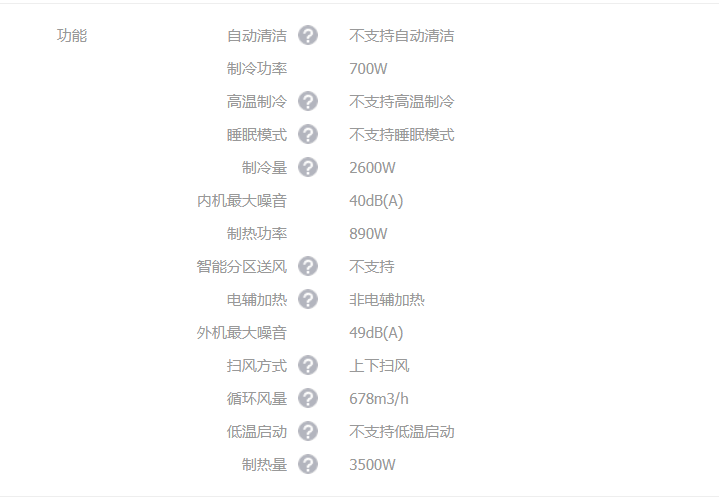 功能 自动清洁 ? 不支持自动清洁
制冷功率 700W
高温制冷 ? 不支持高温制冷
睡眠模式 ? 不支持睡眠模式
制冷量 ? 2600W
内机最大噪音 40dB(A)
制热功率 890W
智能分区送风 ? 不支持
电辅加热 ? 非电辅加热
外机最大噪音 49dB(A)
扫风方式 ? 上下扫风
循环风量 ? 678m3/h
低温启动 ? 不支持低温启动
制热量 ? 3500W